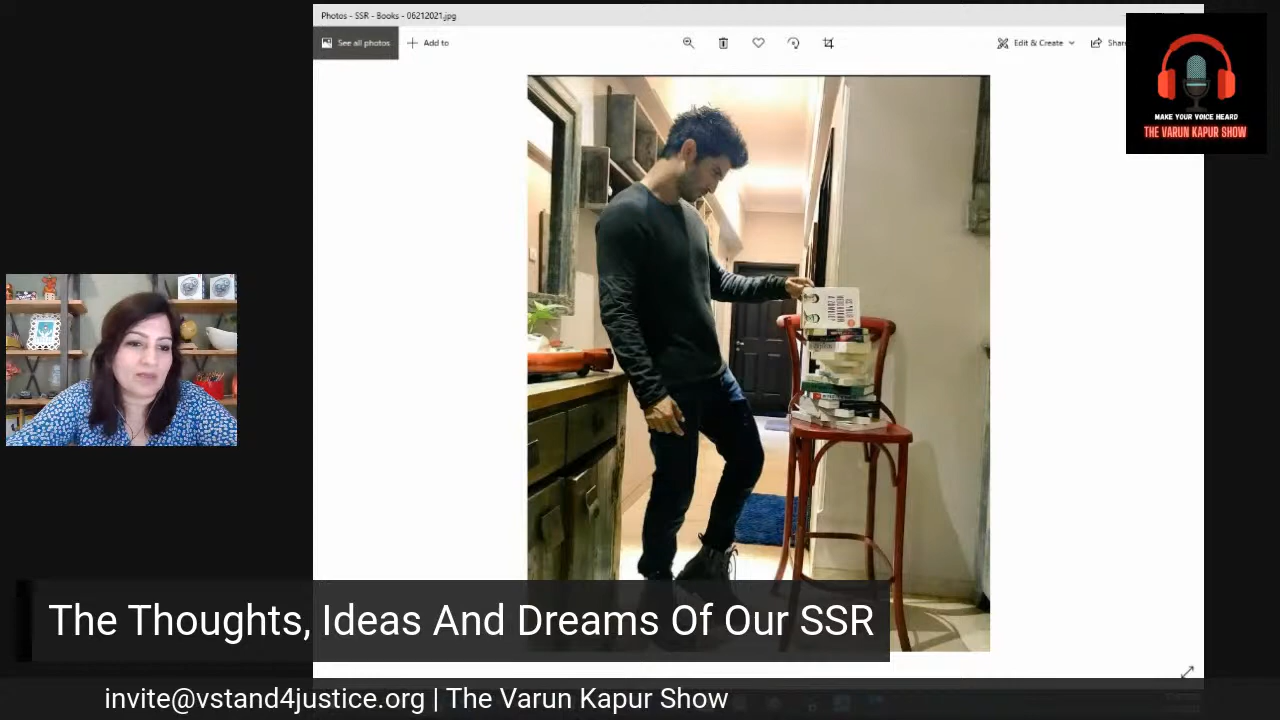 Photos - SSR - Books - 06212021.jpg
See all photos
Add to
Edit & Create
MAKE YOUR VOICE HEARD
THE VARUN KAPUR SHOW
The Thoughts, Ideas And Dreams Of Our SSR
invite@vstand4justice.org | The Varun Kapur Show